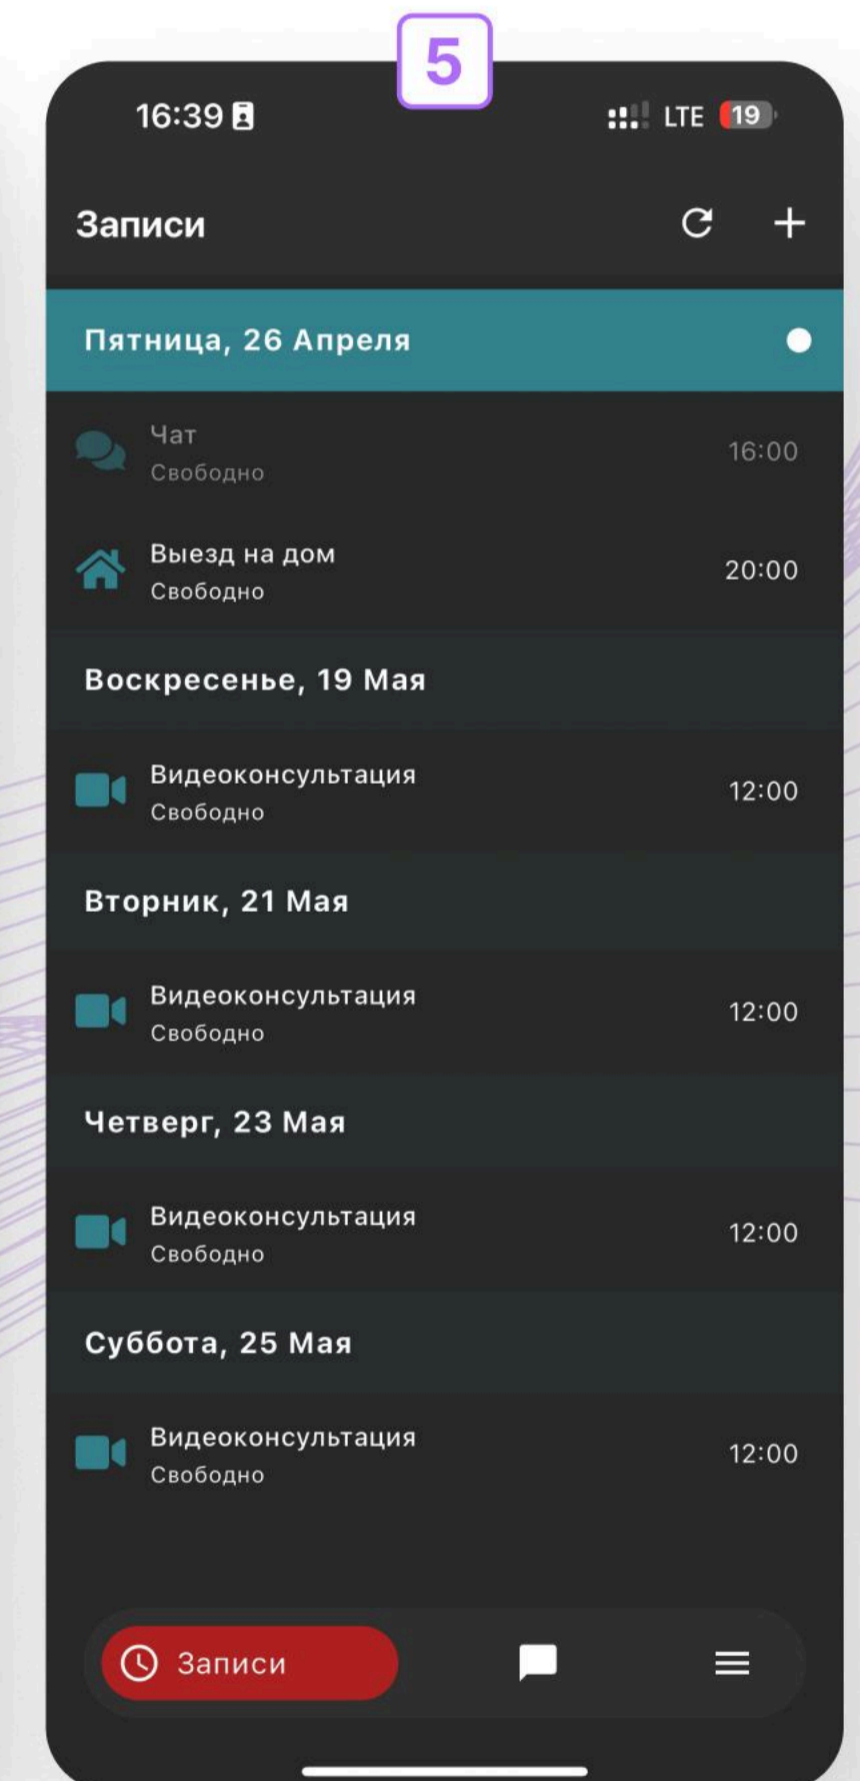 5
16:39 LTE 19
Записи
Пятница, 26 Апреля
Чат
Свободно
16:00
Выезд на дом
Свободно
20:00
Воскресенье, 19 Мая
Видеоконсультация
Свободно
12:00
Вторник, 21 Мая
Видеоконсультация
Свободно
12:00
Четверг, 23 Мая
Видеоконсультация
Свободно
12:00
Суббота, 25 Мая
Видеоконсультация
Свободно
12:00
Записи